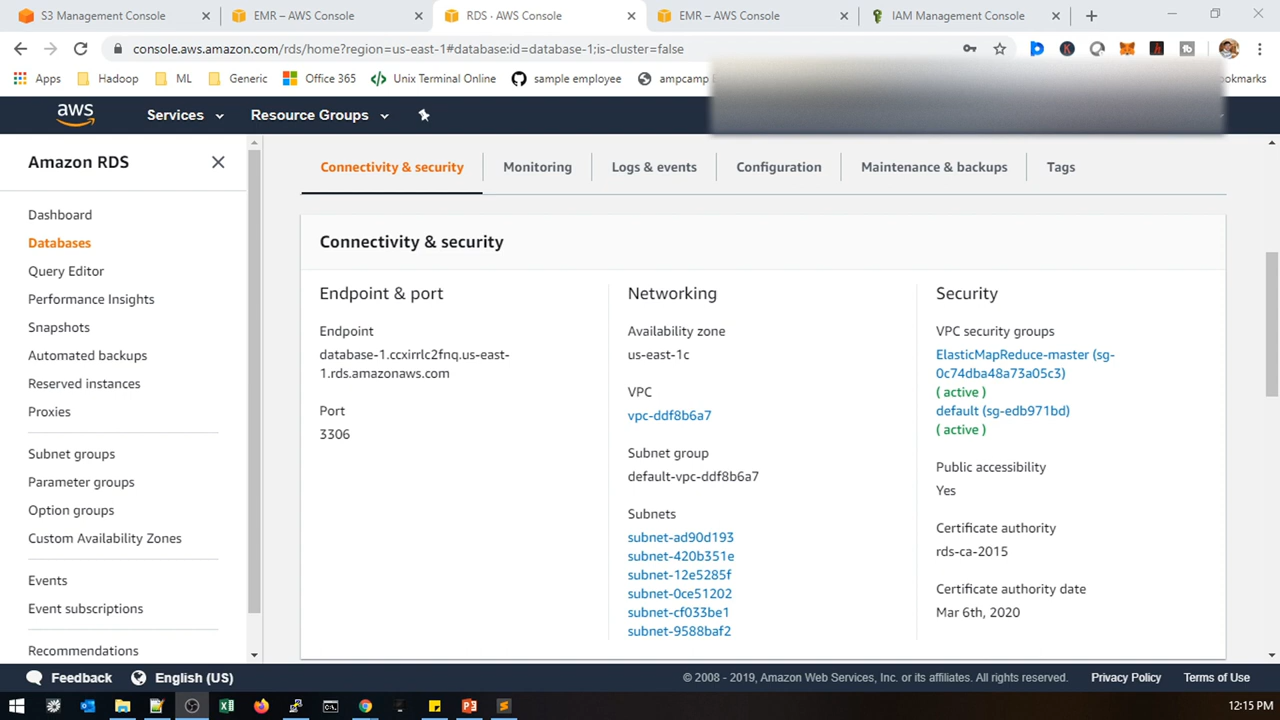 S3 Management Console
EMR – AWS Console
RDS · AWS Console
EMR – AWS Console
IAM Management Console
console.aws.amazon.com/rds/home?region=us-east-1#database:id=database-1;is-cluster=false
Apps
Hadoop
ML
Generic
Office 365
Unix Terminal Online
sample employee
ampcamp
okmarks
aws
Services
Resource Groups
Amazon RDS
Dashboard
Databases
Query Editor
Performance Insights
Snapshots
Automated backups
Reserved instances
Proxies
Subnet groups
Parameter groups
Option groups
Custom Availability Zones
Events
Event subscriptions
Recommendations
Connectivity & security
Monitoring
Logs & events
Configuration
Maintenance & backups
Tags
Connectivity & security
Endpoint & port
Endpoint
database-1.ccxirrlc2fnq.us-east-
1.rds.amazonaws.com
Port
3306
Networking
Availability zone
us-east-1c
VPC
vpc-ddf8b6a7
Subnet group
default-vpc-ddf8b6a7
Subnets
subnet-ad90d193
subnet-420b351e
subnet-12e5285f
subnet-0ce51202
subnet-cf033be1
subnet-9588baf2
Security
VPC security groups
ElasticMapReduce-master (sg-
0c74dba48a73a05c3)
( active )
default (sg-edb971bd)
( active )
Public accessibility
Yes
Certificate authority
rds-ca-2015
Certificate authority date
Mar 6th, 2020
Feedback
English (US)
© 2008 - 2019, Amazon Web Services, Inc. or its affiliates. All rights reserved.
Privacy Policy
Terms of Use
12:15 PM